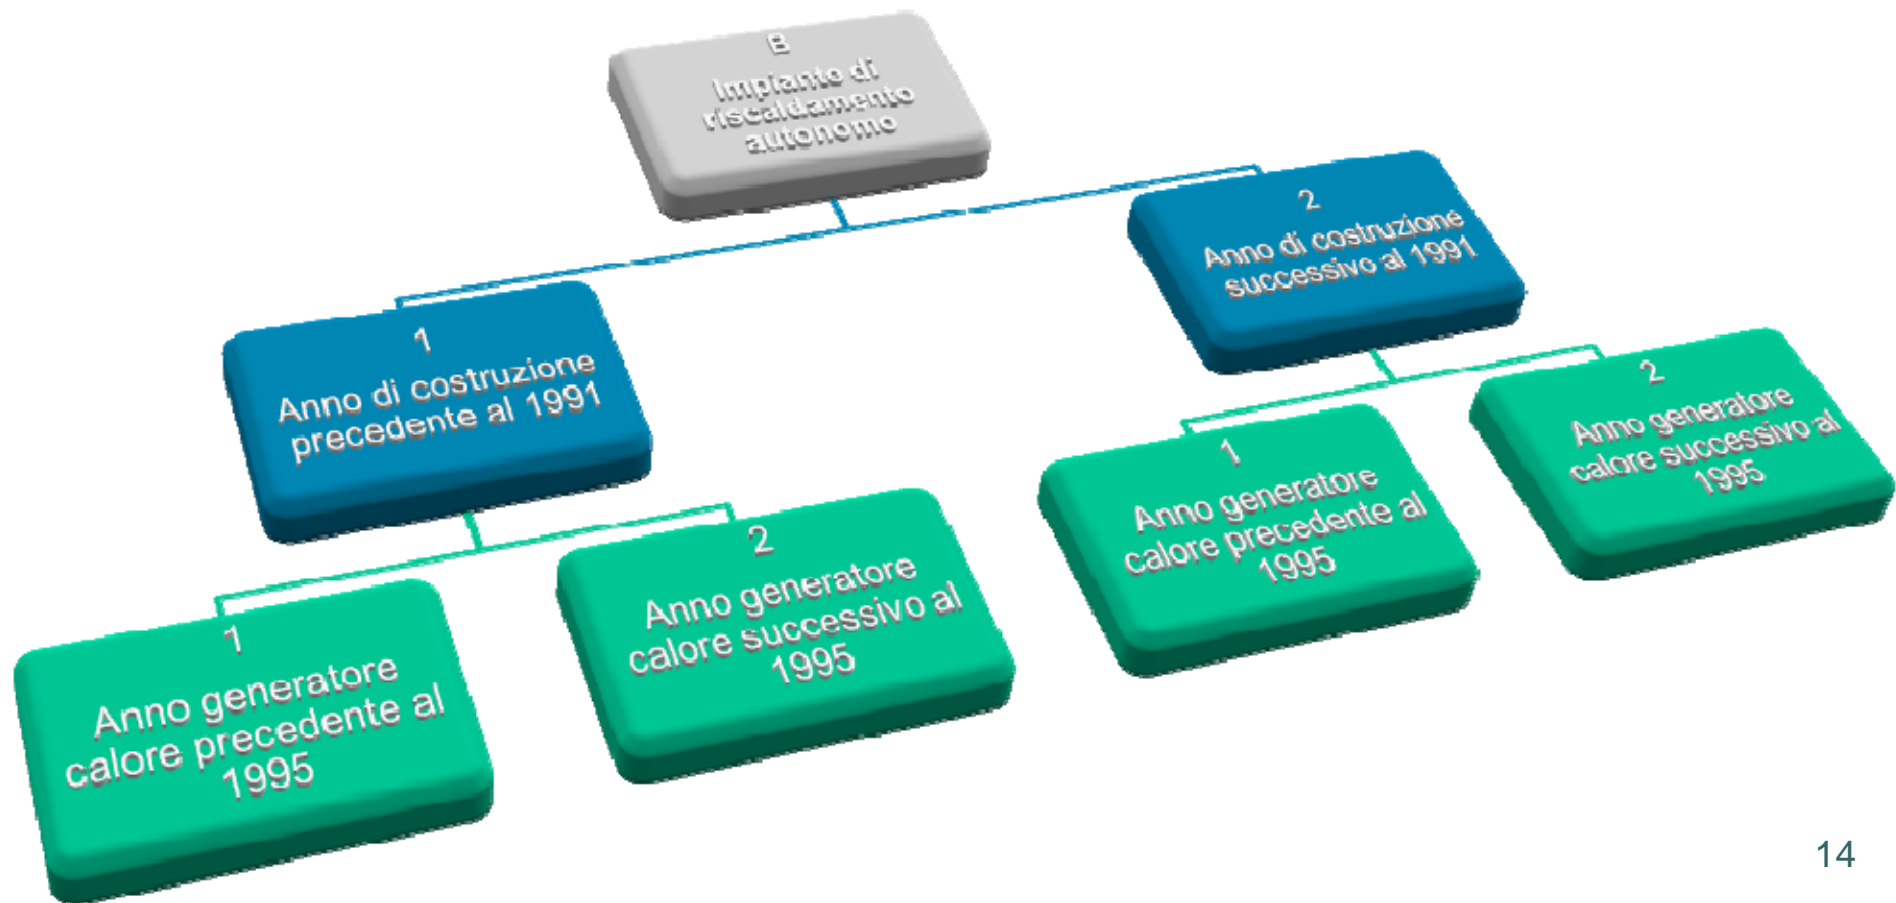 B
Impianto di
riscaldamento
autonomo
1
Anno di costruzione
precedente al 1991
2
Anno di costruzione
successivo al 1991
1
Anno generatore
calore precedente al
1995
2
Anno generatore
calore successivo al
1995
1
Anno generatore
calore precedente al
1995
2
Anno generatore
calore successivo al
1995
14